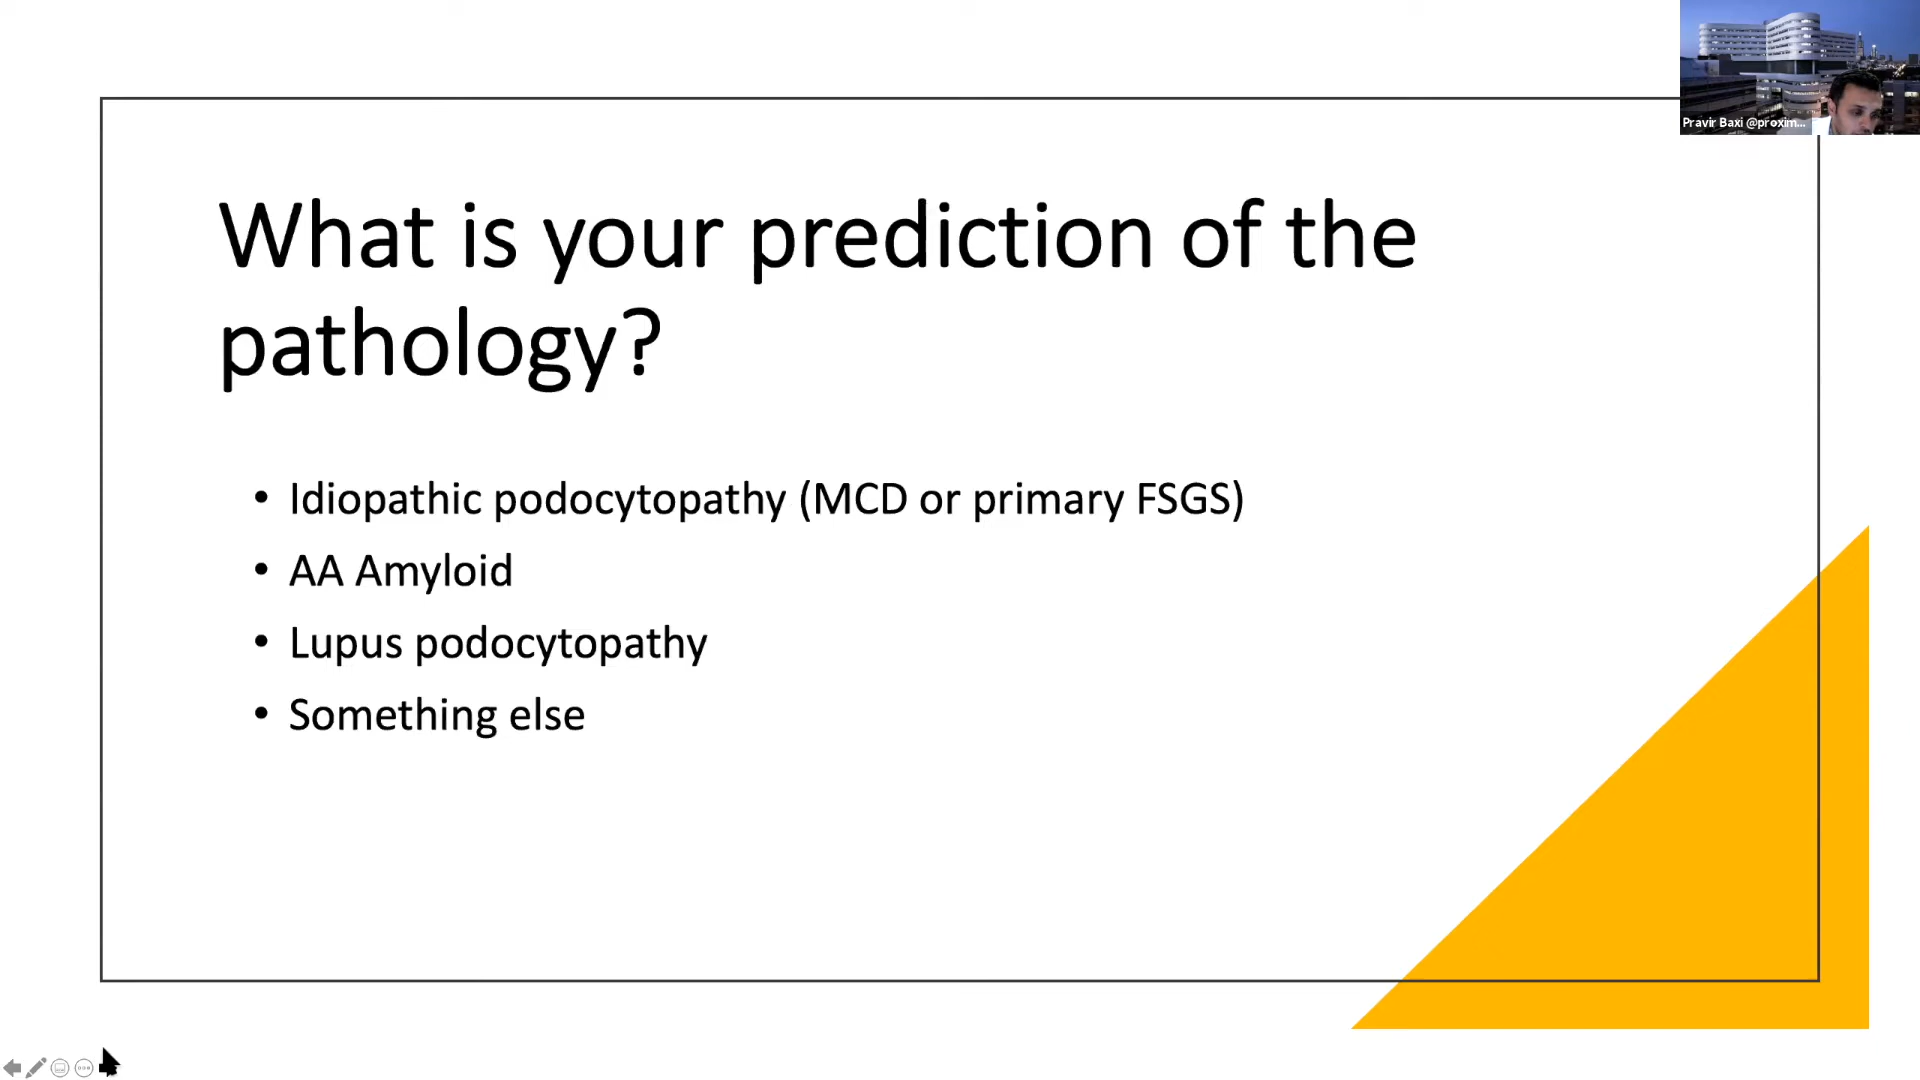 Pravir Baxi @proxim...
What is your prediction of the
pathology?
• Idiopathic podocytopathy (MCD or primary FSGS)
• AA Amyloid
• Lupus podocytopathy
• Something else